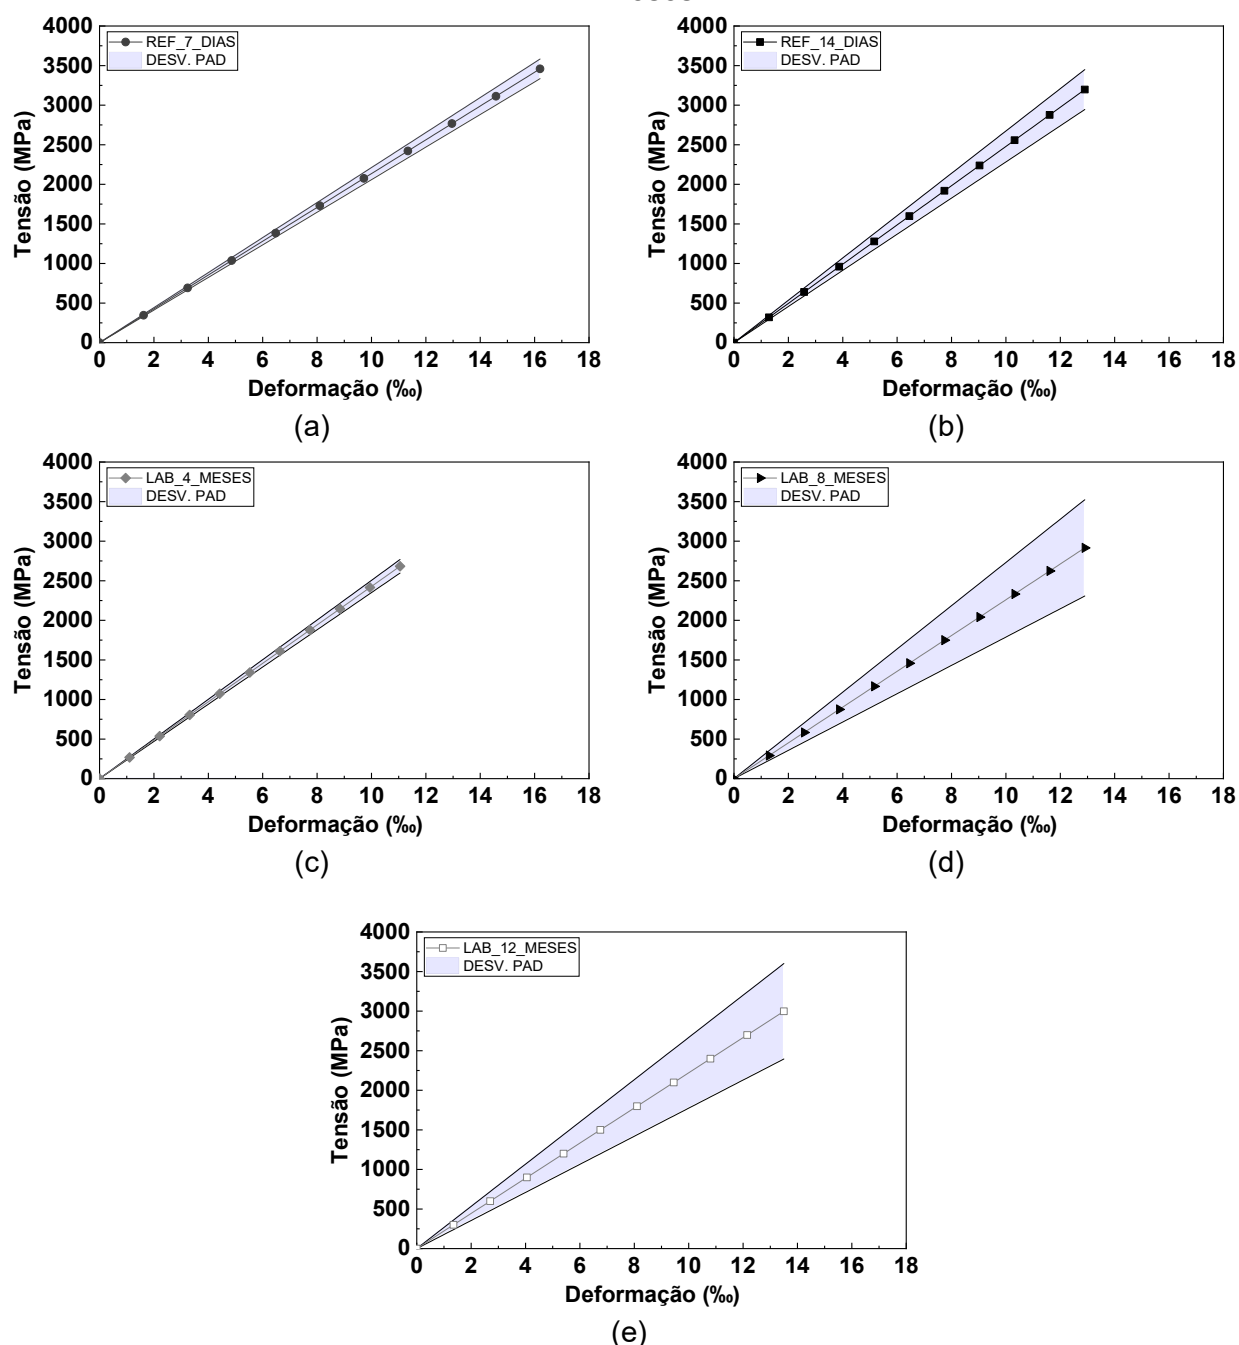 4000
3500
3000
2500
2000
1500
1000
500
0
Tensão (MPa)
REF_7_DIAS
DESV. PAD
0 2 4 6 8 10 12 14 16 18
Deformação (‰)
(a)
4000
3500
3000
2500
2000
1500
1000
500
0
Tensão (MPa)
REF_14_DIAS
DESV. PAD
0 2 4 6 8 10 12 14 16 18
Deformação (‰)
(b)
4000
3500
3000
2500
2000
1500
1000
500
0
Tensão (MPa)
LAB_4_MESES
DESV. PAD
0 2 4 6 8 10 12 14 16 18
Deformação (‰)
(c)
4000
3500
3000
2500
2000
1500
1000
500
0
Tensão (MPa)
LAB_8_MESES
DESV. PAD
0 2 4 6 8 10 12 14 16 18
Deformação (‰)
(d)
4000
3500
3000
2500
2000
1500
1000
500
0
Tensão (MPa)
LAB_12_MESES
DESV. PAD
0 2 4 6 8 10 12 14 16 18
Deformação (‰)
(e)